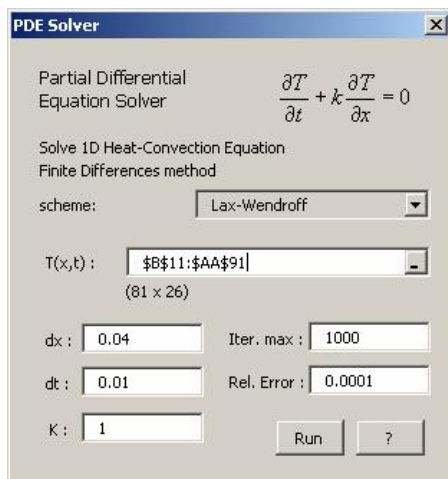 PDE Solver
Partial Differential
Equation Solver
∂T/∂t + k ∂T/∂x = 0
Solve 1D Heat-Convection Equation
Finite Differences method
scheme: Lax-Wendroff
T(x,t) : $B$11:$AA$91
(81 x 26)
dx : 0.04 Iter. max : 1000
dt : 0.01 Rel. Error : 0.0001
K : 1 Run ?